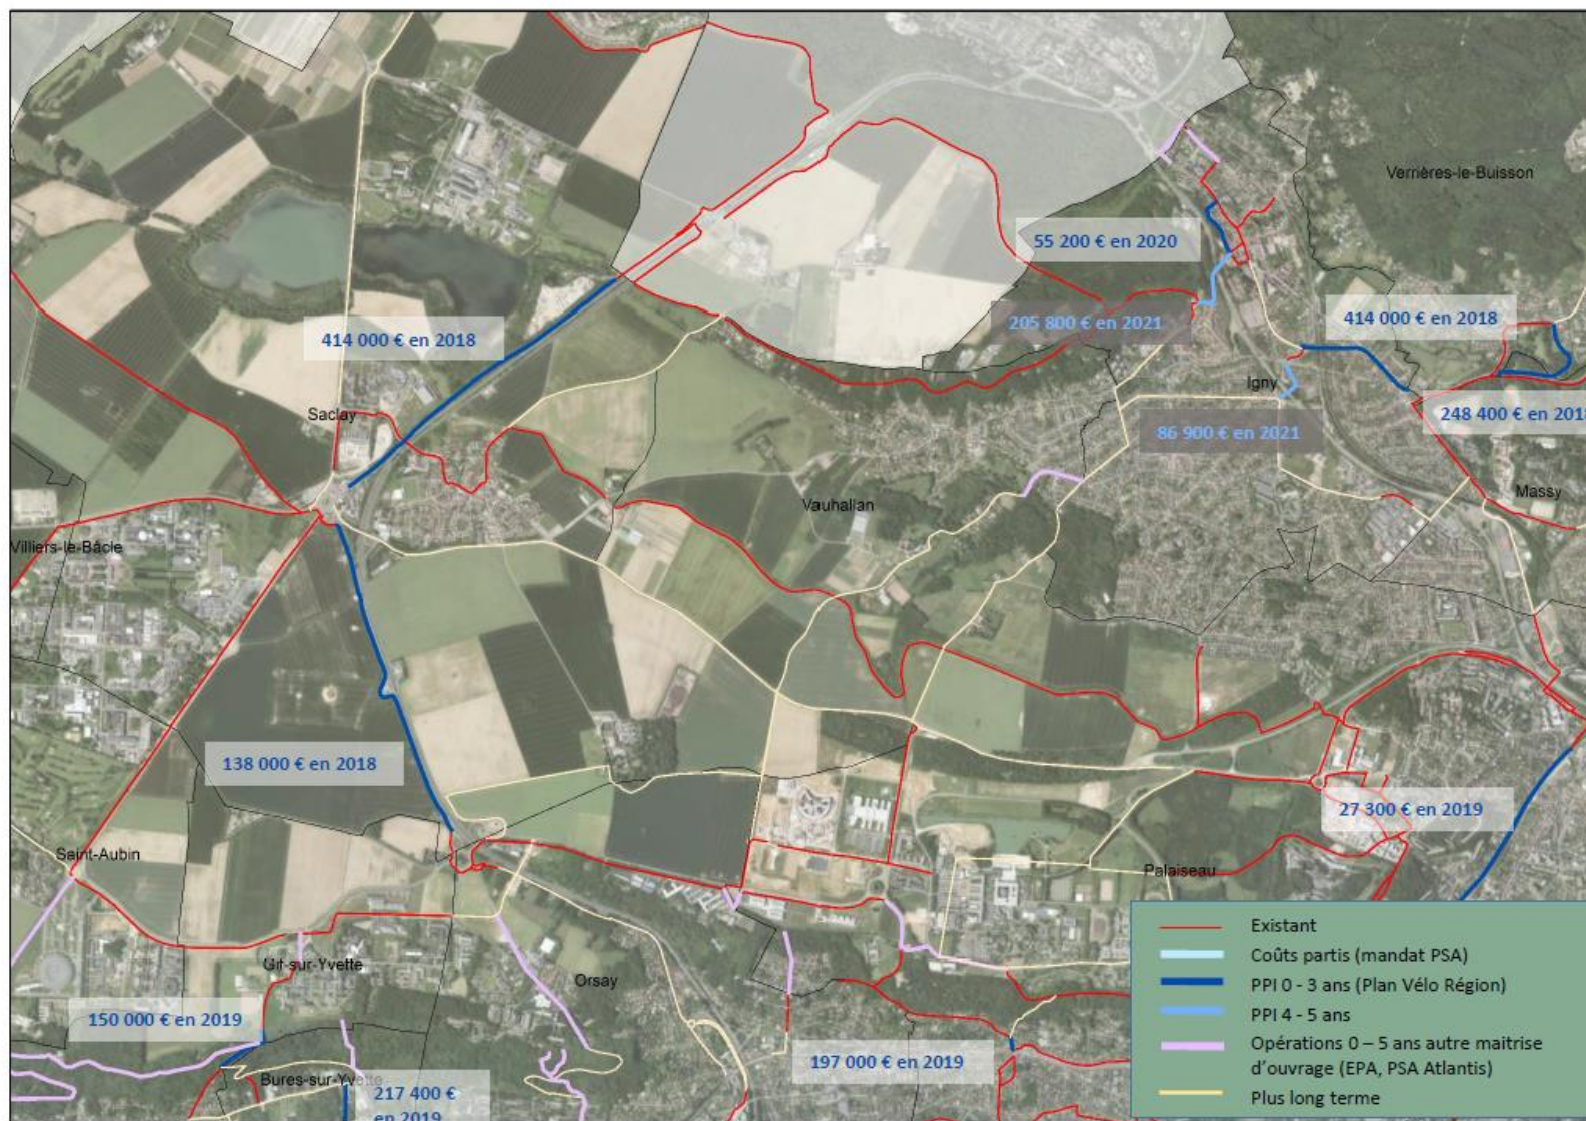 Verrières-le-Buisson
55 200 € en 2020
205 800 € en 2021
414 000 € en 2018
414 000 € en 2018
Igny
Saclay
248 400 € en 2018
86 900 € en 2021
Vauhallan
Massy
Villiers-le-Bâcle
138 000 € en 2018
27 300 € en 2019
Saint-Aubin
Palaiseau
Existant
Coûts partis (mandat PSA)
PPI 0 - 3 ans (Plan Vélo Région)
PPI 4 - 5 ans
Opérations 0 – 5 ans autre maitrise
d'ouvrage (EPA, PSA Atlantis)
Plus long terme
Gif-sur-Yvette
Orsay
150 000 € en 2019
197 000 € en 2019
Bures-sur-Yvette
217 400 €
en 2019